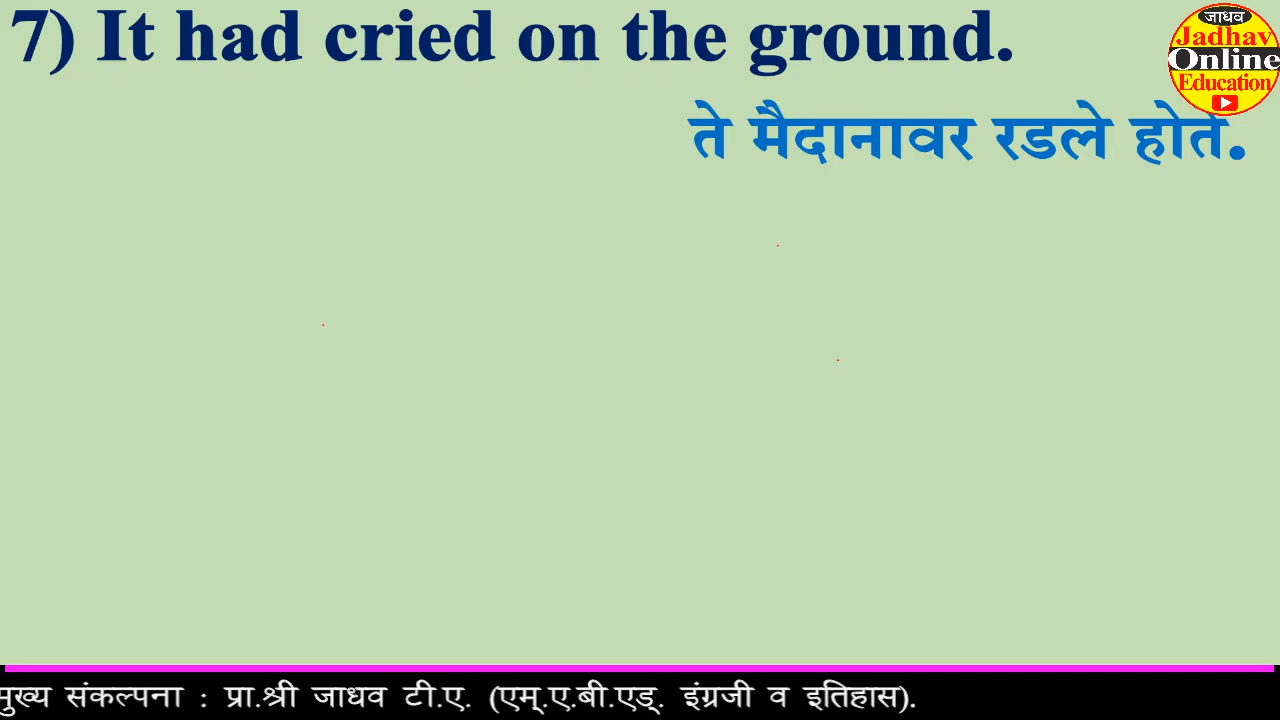 7) It had cried on the ground.
जाधव
Jadhav
Online
Education
ते मैदानावर रडले होते.
मुख्य संकल्पना : प्रा.श्री जाधव टी.ए. (एम्.ए.बी.एड्. इंग्रजी व इतिहास).